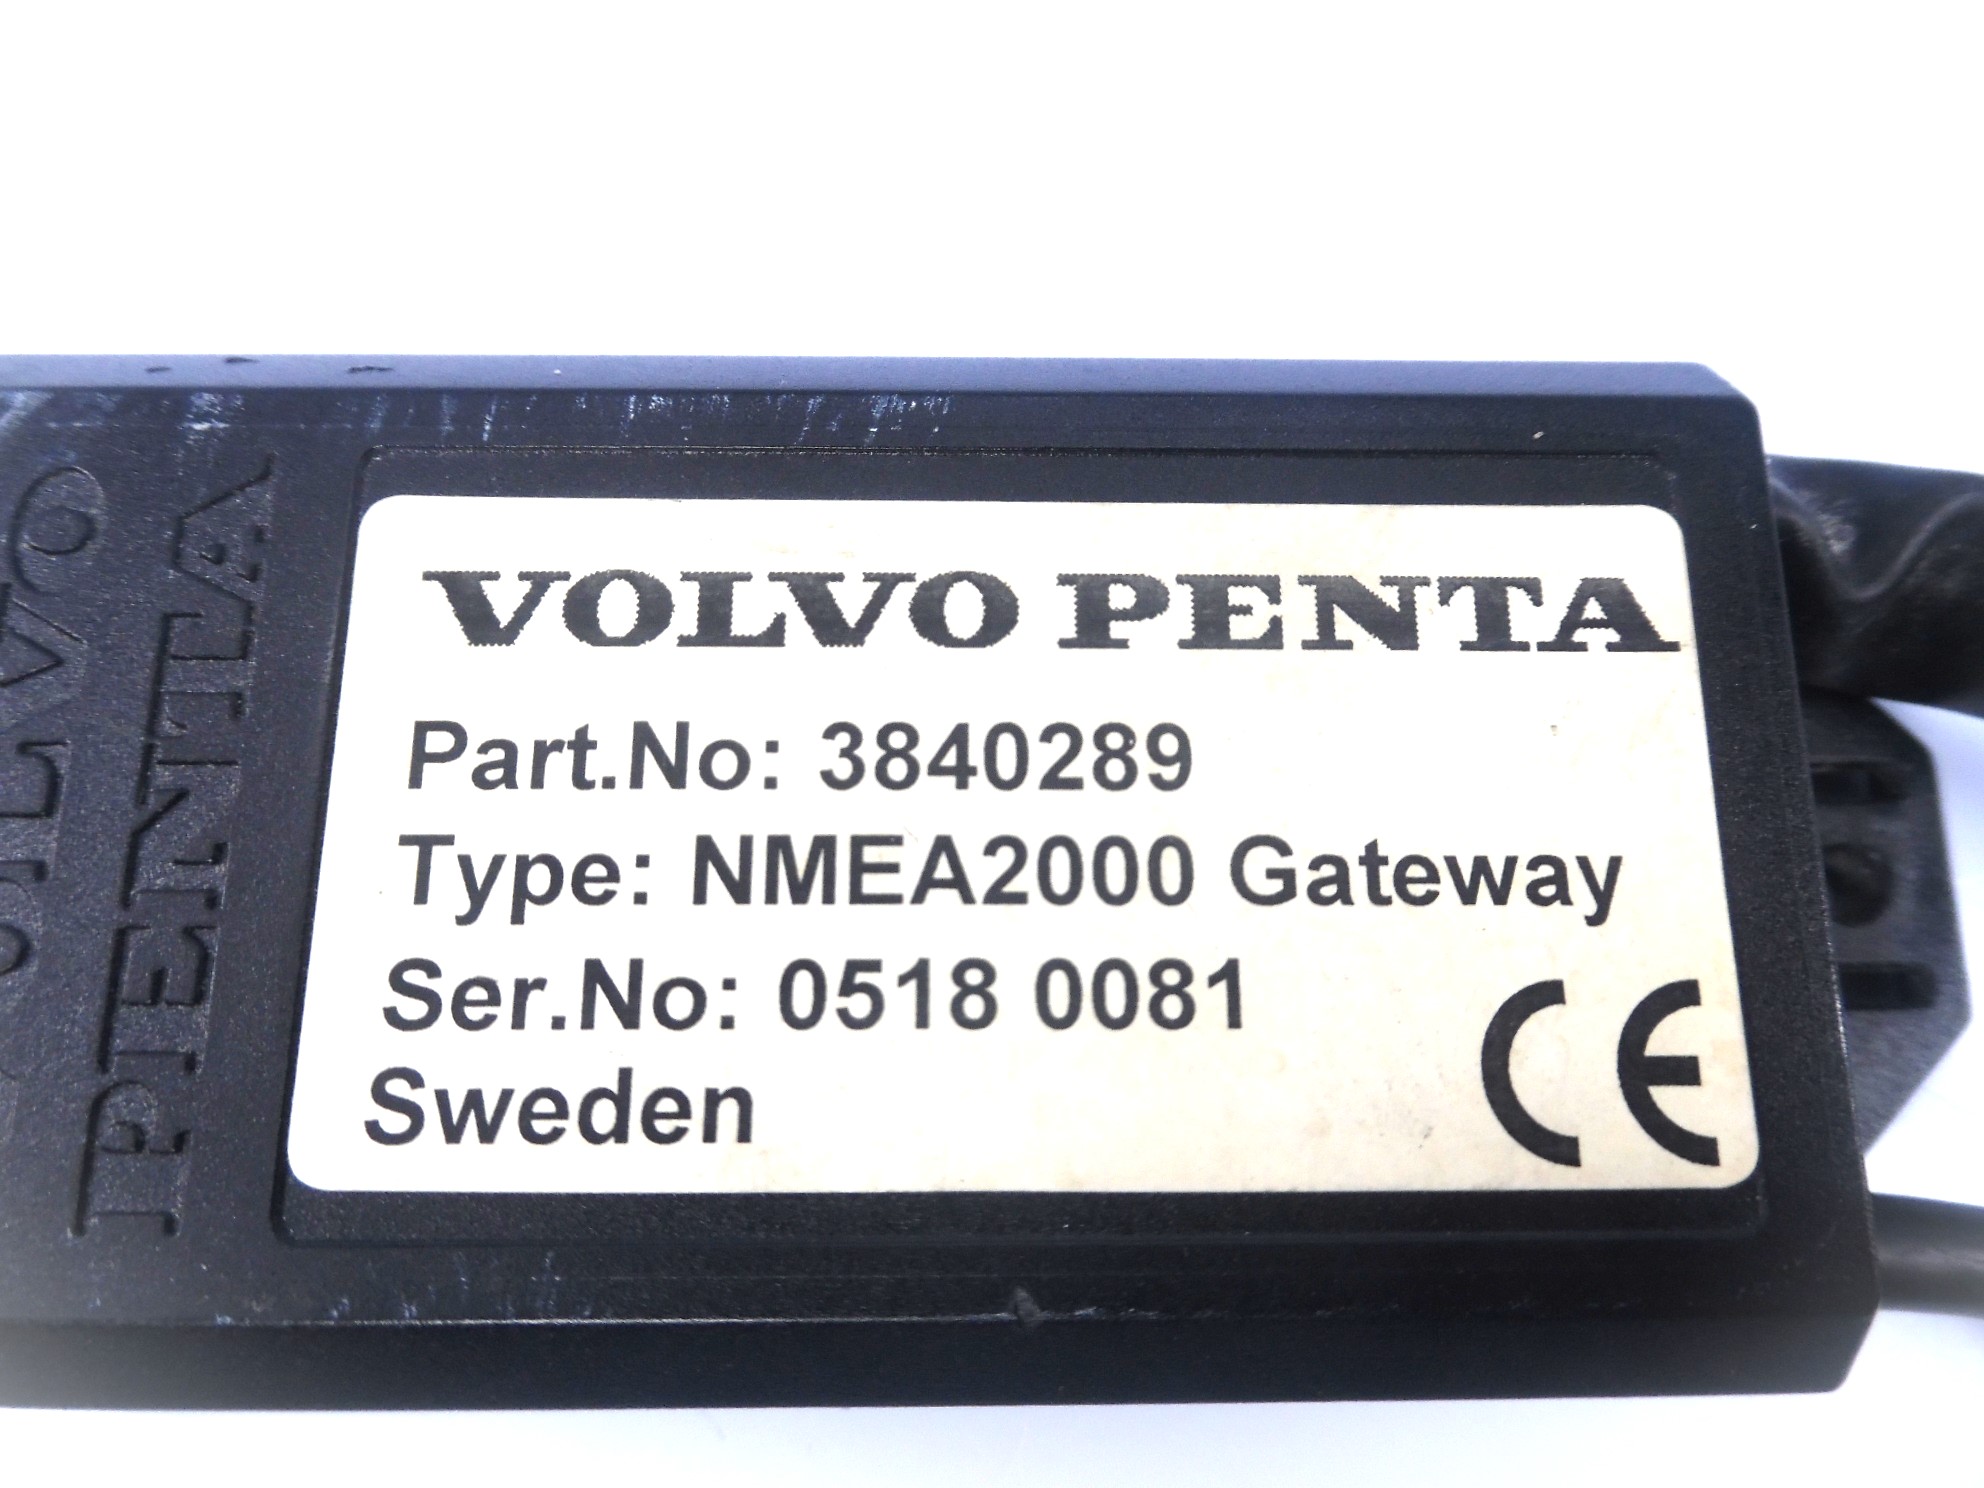 VOLVO
PENTA
VOLVO PENTA
Part.No: 3840289
Type: NMEA2000 Gateway
Ser.No: 0518 0081
Sweden
CE